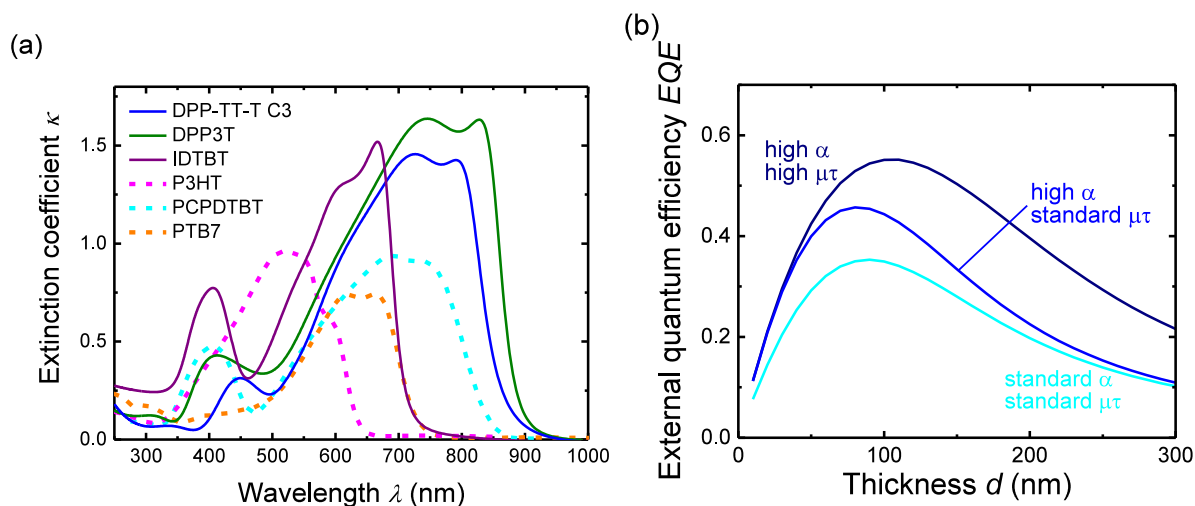 (a)
Extinction coefficient κ
1.5
1.0
0.5
0.0
DPP-TT-T C3
DPP3T
IDTBT
P3HT
PCPDTBT
PTB7
300 400 500 600 700 800 900 1000
Wavelength λ (nm)
(b)
External quantum efficiency EQE
0.6
0.4
0.2
0.0
high α
high μτ
high α
standard μτ
standard α
standard μτ
0 100 200 300
Thickness d (nm)